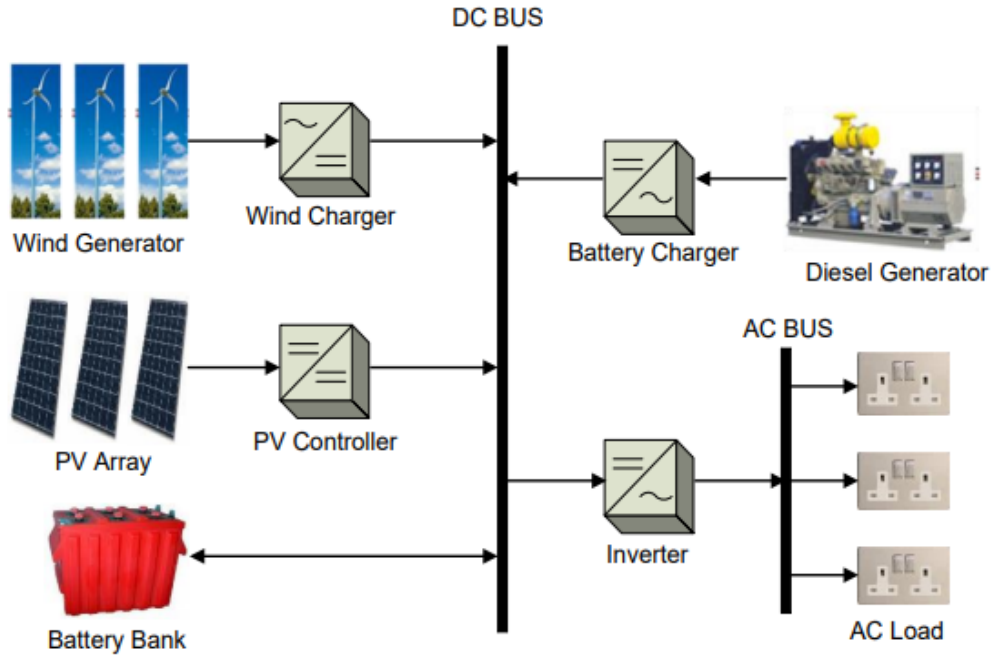 DC BUS
Wind Generator
Wind Charger
Battery Charger
Diesel Generator
PV Array
PV Controller
AC BUS
Battery Bank
Inverter
AC Load